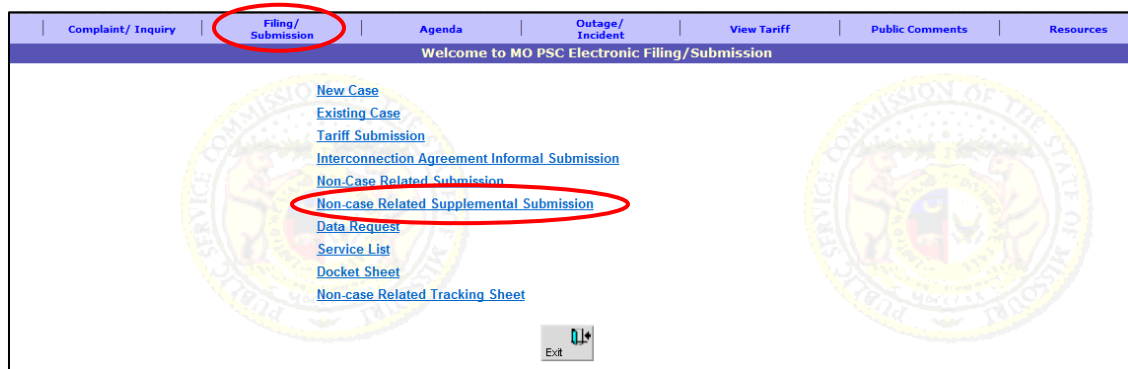 Complaint/ Inquiry | Filing/ Submission | Agenda | Outage/ Incident | View Tariff | Public Comments | Resources
Welcome to MO PSC Electronic Filing/Submission
New Case
Existing Case
Tariff Submission
Interconnection Agreement Informal Submission
Non-Case Related Submission
Non-case Related Supplemental Submission
Data Request
Service List
Docket Sheet
Non-case Related Tracking Sheet
Exit